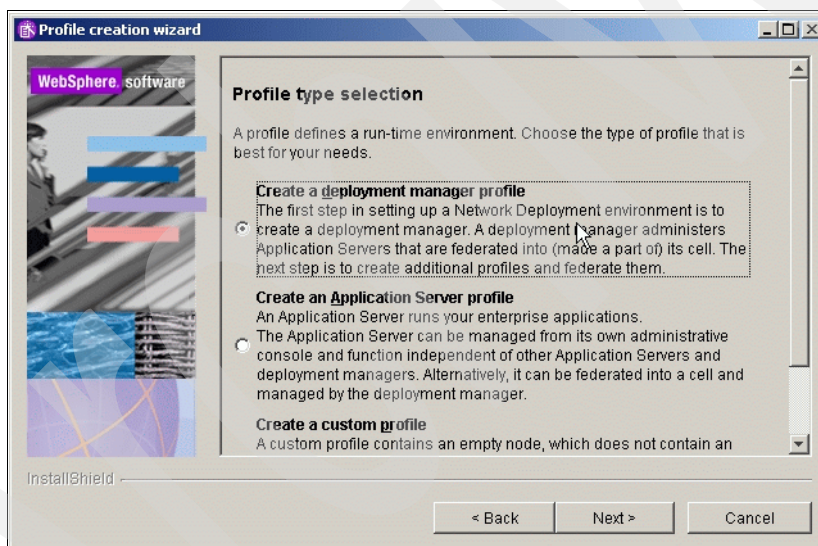 Profile creation wizard
WebSphere. software
Profile type selection
A profile defines a run-time environment. Choose the type of profile that is
best for your needs.
Create a deployment manager profile
The first step in setting up a Network Deployment environment is to
create a deployment manager. A deployment manager administers
Application Servers that are federated into (made a part of) its cell. The
next step is to create additional profiles and federate them.
Create an Application Server profile
An Application Server runs your enterprise applications.
The Application Server can be managed from its own administrative
console and function independent of other Application Servers and
deployment managers. Alternatively, it can be federated into a cell and
managed by the deployment manager.
Create a custom profile
A custom profile contains an empty node, which does not contain an
InstallShield
< Back
Next >
Cancel